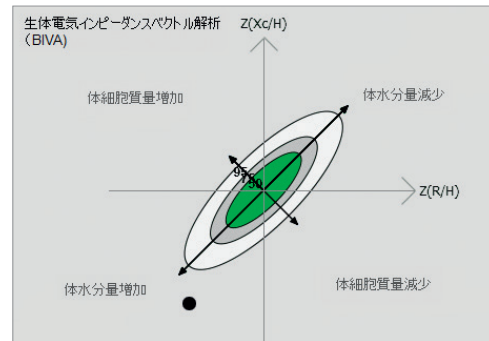 生体電気インピーダンスベクトル解析
（BIVA）
Z(Xc/H)
体細胞質量増加
体水分量減少
95
75
50
Z(R/H)
体水分量増加
体細胞質量減少